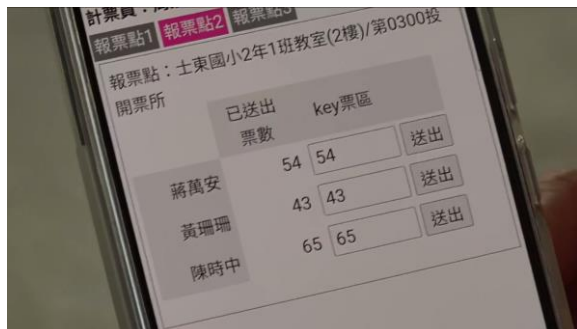 計票員：
報票點1 報票點2 報票點3
報票點：士東國小2年1班教室(2樓)/第0300投
開票所
已送出
票數
key票區
蔣萬安 54 54 送出
黃珊珊 43 43 送出
陳時中 65 65 送出